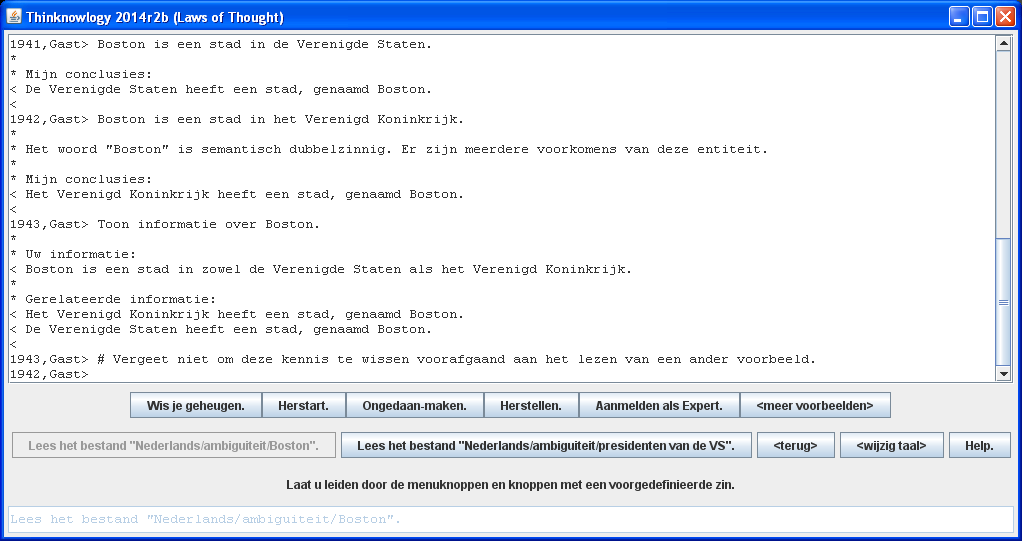 Thinknowlogy 2014r2b (Laws of Thought)
1941,Gast> Boston is een stad in de Verenigde Staten.
*
* Mijn conclusies:
< De Verenigde Staten heeft een stad, genaamd Boston.
<
1942,Gast> Boston is een stad in het Verenigd Koninkrijk.
*
* Het woord "Boston" is semantisch dubbelzinnig. Er zijn meerdere voorkomens van deze entiteit.
*
* Mijn conclusies:
< Het Verenigd Koninkrijk heeft een stad, genaamd Boston.
<
1943,Gast> Toon informatie over Boston.
*
* Uw informatie:
< Boston is een stad in zowel de Verenigde Staten als het Verenigd Koninkrijk.
*
* Gerelateerde informatie:
< Het Verenigd Koninkrijk heeft een stad, genaamd Boston.
< De Verenigde Staten heeft een stad, genaamd Boston.
<
1943,Gast> # Vergeet niet om deze kennis te wissen voorafgaand aan het lezen van een ander voorbeeld.
1942,Gast>
Wis je geheugen. Herstart. Ongedaan-maken. Herstellen. Aanmelden als Expert. <meer voorbeelden>
Lees het bestand "Nederlands/ambiguiteit/Boston". Lees het bestand "Nederlands/ambiguiteit/presidenten van de VS". <terug> <wijzig taal> Help.
Laat u leiden door de menuknoppen en knoppen met een voorgedefinieerde zin.
Lees het bestand "Nederlands/ambiguiteit/Boston".